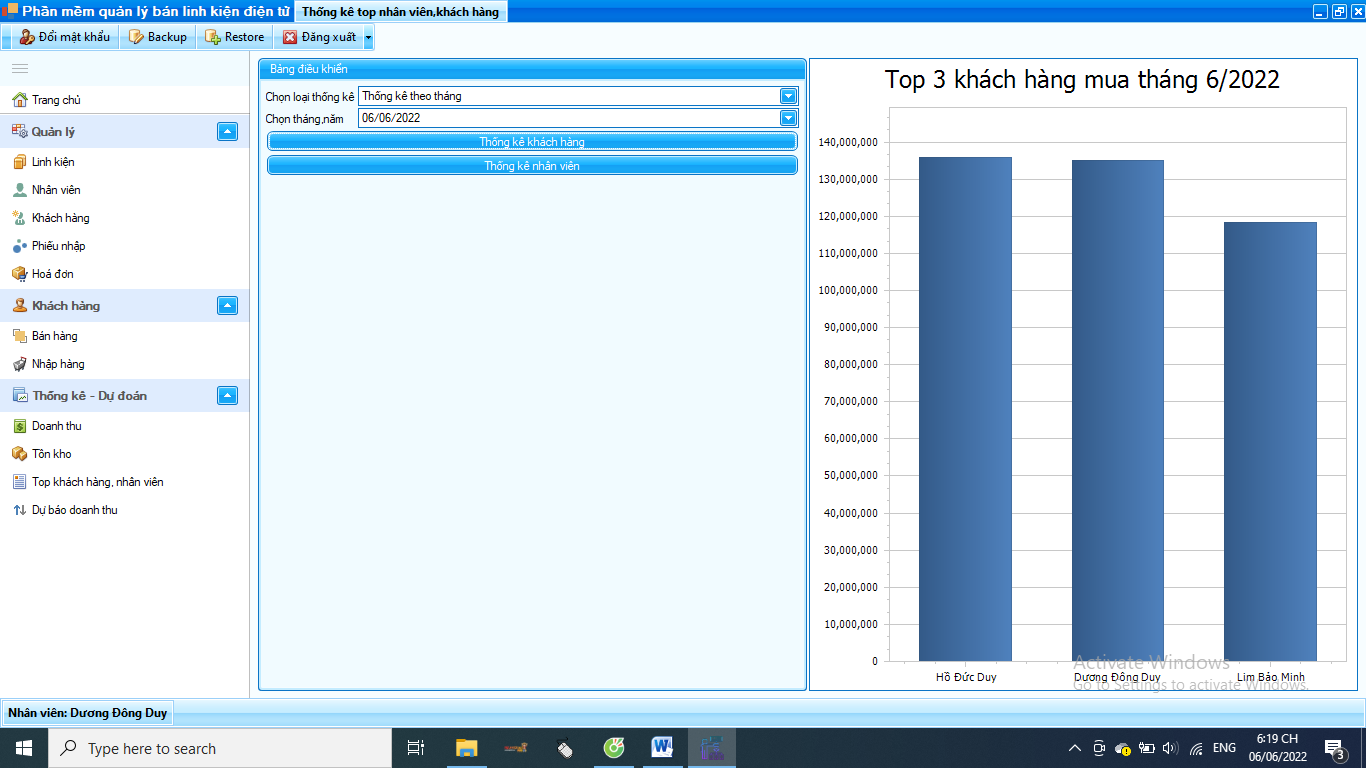 Phần mềm quản lý bán linh kiện điện tử
Thống kê top nhân viên,khách hàng
Đổi mật khẩu
Backup
Restore
Đăng xuất
Trang chủ
Quản lý
Linh kiện
Nhân viên
Khách hàng
Phiếu nhập
Hoá đơn
Khách hàng
Bán hàng
Nhập hàng
Thống kê - Dự đoán
Doanh thu
Tồn kho
Top khách hàng, nhân viên
Dự báo doanh thu
Bảng điều khiển
Chọn loại thống kê
Thống kê theo tháng
Chọn tháng,năm
06/06/2022
Thống kê khách hàng
Thống kê nhân viên
Top 3 khách hàng mua tháng 6/2022
140,000,000
130,000,000
120,000,000
110,000,000
100,000,000
90,000,000
80,000,000
70,000,000
60,000,000
50,000,000
40,000,000
30,000,000
20,000,000
10,000,000
0
Hồ Đức Duy
Dương Đông Duy
Lim Bảo Minh
Activate Windows
Go to Settings to activate Windows.
Nhân viên: Dương Đông Duy
Type here to search
ENG
6:19 CH
06/06/2022
3